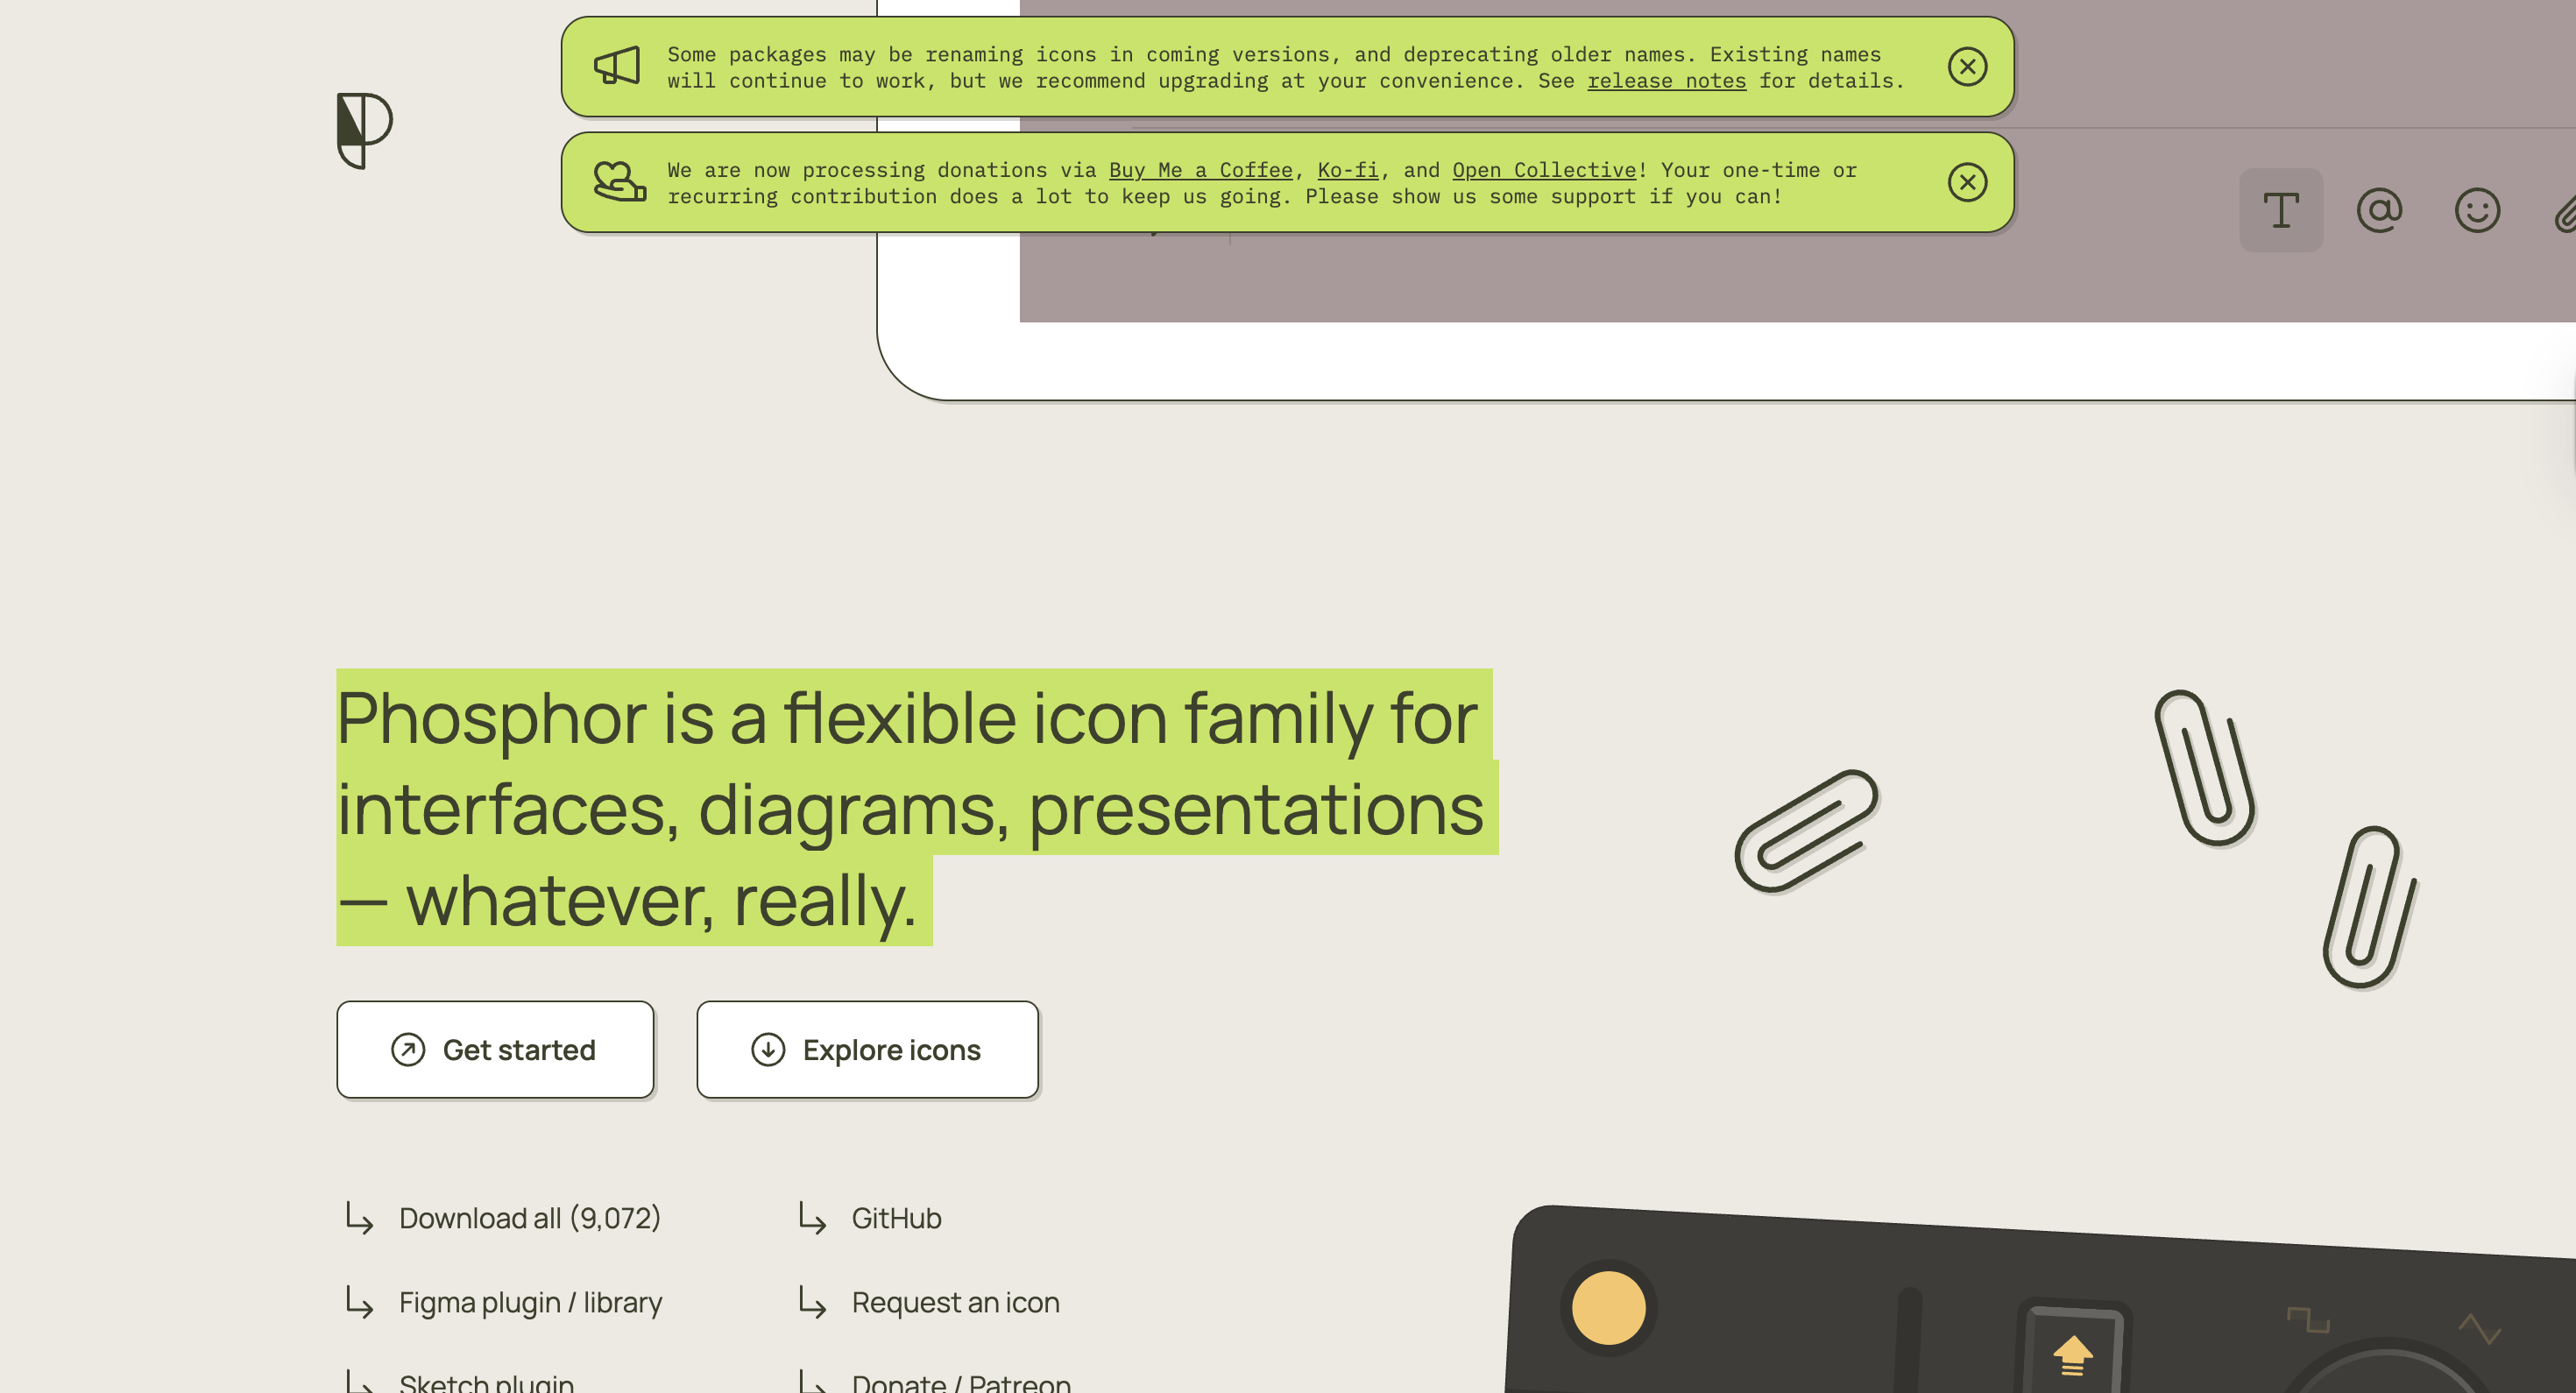 Some packages may be renaming icons in coming versions, and deprecating older names. Existing names
will continue to work, but we recommend upgrading at your convenience. See release notes for details.
We are now processing donations via Buy Me a Coffee, Ko-fi, and Open Collective! Your one-time or
recurring contribution does a lot to keep us going. Please show us some support if you can!
Phosphor is a flexible icon family for
interfaces, diagrams, presentations
— whatever, really.
Get started
Explore icons
Download all (9,072)
GitHub
Figma plugin / library
Request an icon
Sketch plugin
Donate / Patreon